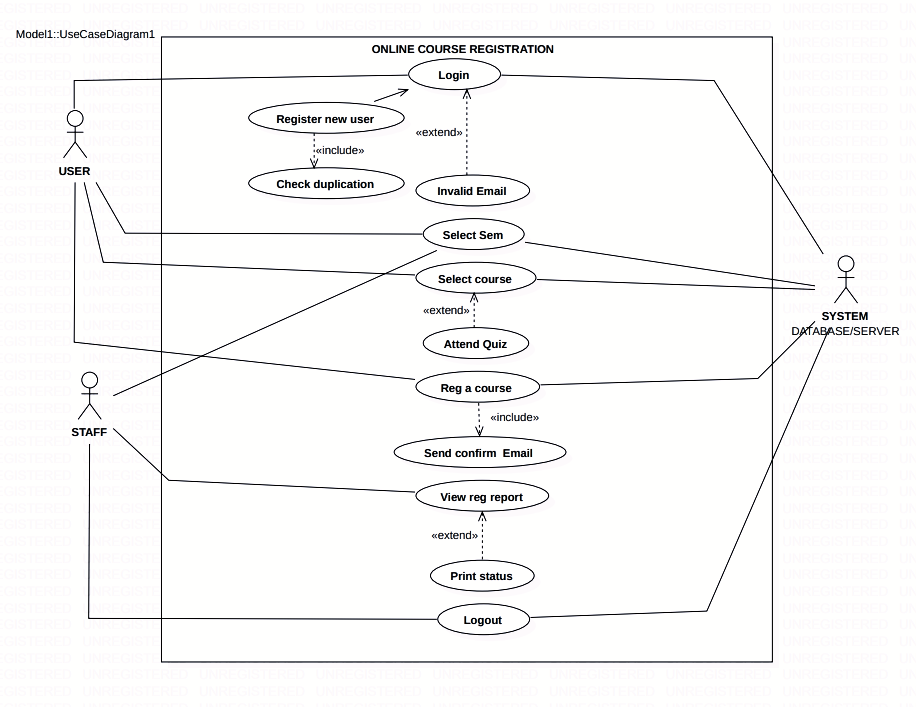 Model1::UseCaseDiagram1
ONLINE COURSE REGISTRATION
Login
Register new user
«extend»
«include»
USER
Check duplication
Invalid Email
Select Sem
Select course
«extend»
SYSTEM
DATABASE/SERVER
Attend Quiz
Reg a course
«include»
STAFF
Send confirm Email
View reg report
«extend»
Print status
Logout
UNREGISTERED